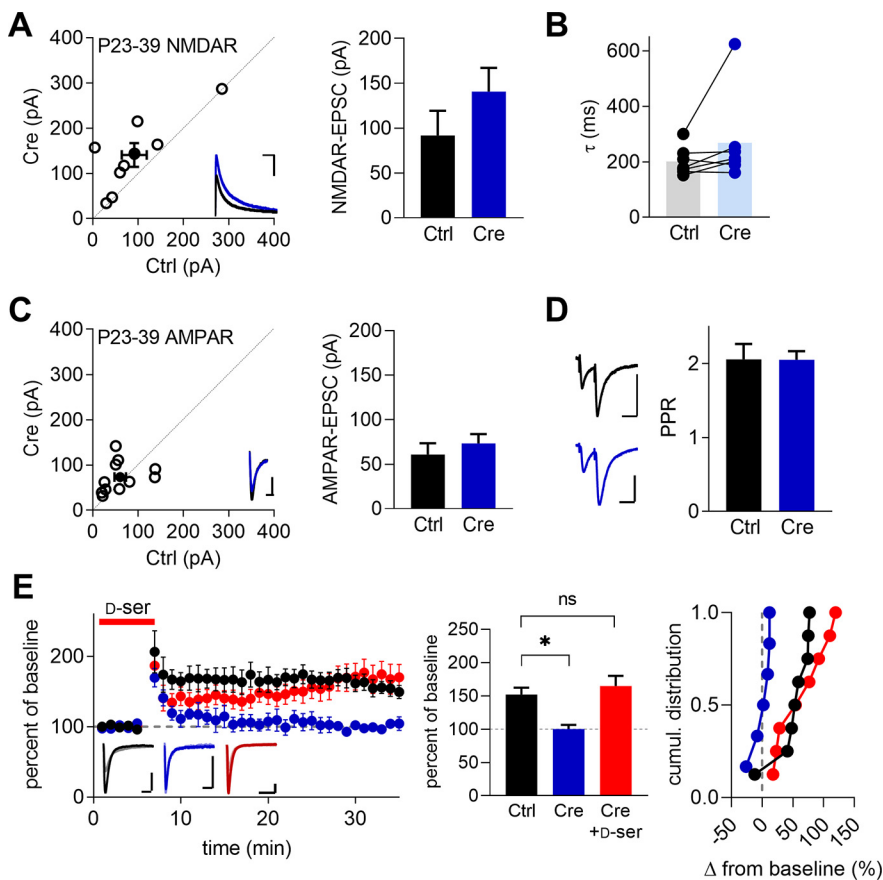 A
P23-39 NMDAR
Cre (pA)
400
300
200
100
0
0 100 200 300 400
Ctrl (pA)
NMDAR-EPSC (pA)
200
150
100
50
0
Ctrl Cre
B
τ (ms)
600
400
200
0
Ctrl Cre
C
P23-39 AMPAR
Cre (pA)
400
300
200
100
0
0 100 200 300 400
Ctrl (pA)
AMPAR-EPSC (pA)
200
150
100
50
0
Ctrl Cre
D
PPR
2
1
0
Ctrl Cre
E
D-ser
percent of baseline
200
100
0
10 20 30
time (min)
percent of baseline
250
200
150
100
50
0
ns
*
Ctrl Cre Cre
+D-ser
cumul. distribution
0.0
0.5
1.0
-50 0 50 100 150
Δ from baseline (%)